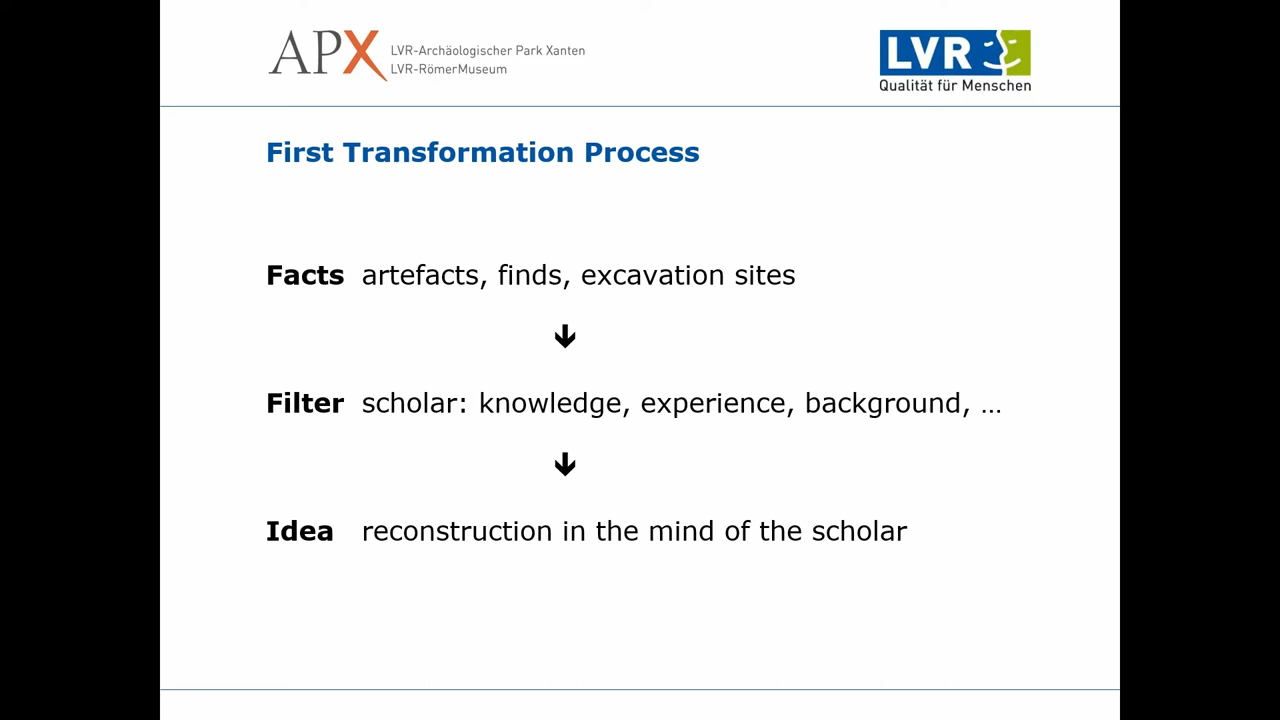 APX LVR-Archäologischer Park Xanten
LVR-RömerMuseum
LVR
Qualität für Menschen
First Transformation Process
Facts artefacts, finds, excavation sites
Filter scholar: knowledge, experience, background, …
Idea reconstruction in the mind of the scholar